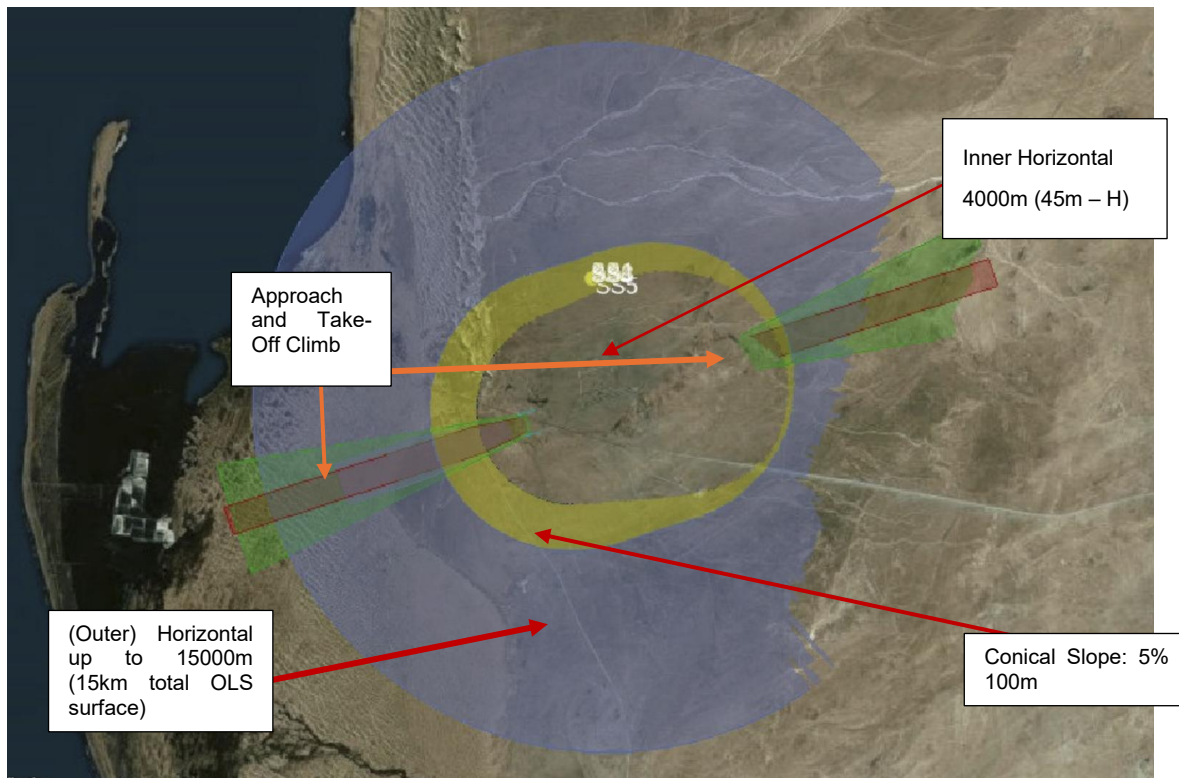 Inner Horizontal
4000m (45m – H)
Approach
and Take-
Off Climb
SS5
(Outer) Horizontal
up to 15000m
(15km total OLS
surface)
Conical Slope: 5%
100m